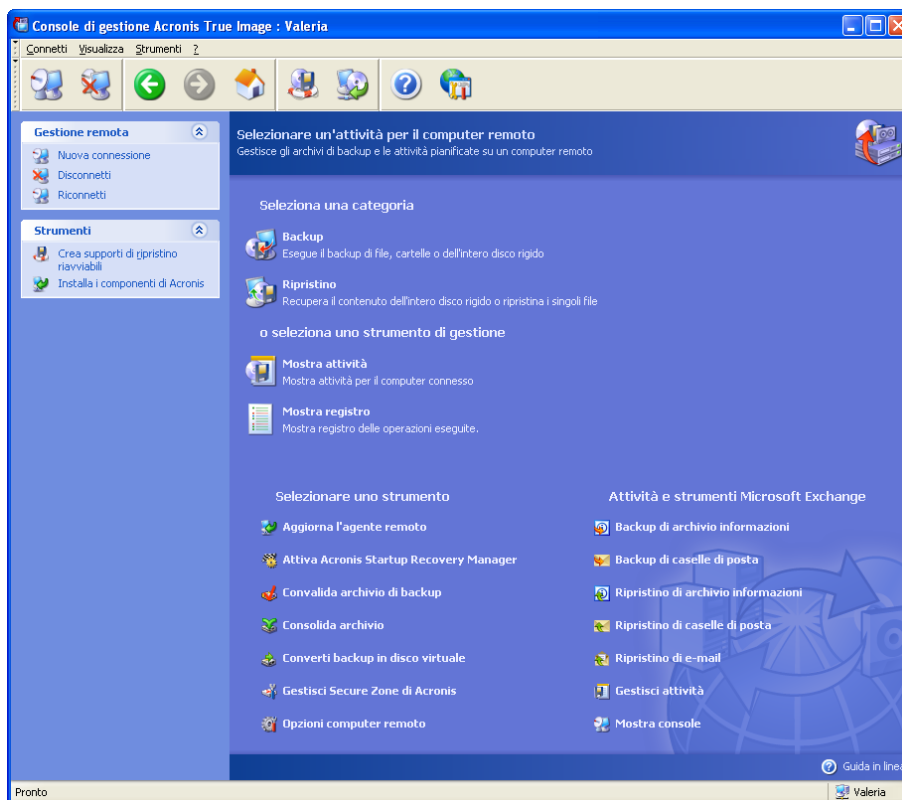 Console di gestione Acronis True Image : Valeria
Connetti Visualizza Strumenti ?
Gestione remota
Nuova connessione
Disconnetti
Riconnetti
Strumenti
Crea supporti di ripristino
riavviabili
Installa i componenti di Acronis
Selezionare un'attività per il computer remoto
Gestisce gli archivi di backup e le attività pianificate su un computer remoto
Seleziona una categoria
Backup
Esegue il backup di file, cartelle o dell'intero disco rigido
Ripristino
Recupera il contenuto dell'intero disco rigido o ripristina i singoli file
o seleziona uno strumento di gestione
Mostra attività
Mostra attività per il computer connesso
Mostra registro
Mostra registro delle operazioni eseguite.
Selezionare uno strumento
Aggiorna l'agente remoto
Attiva Acronis Startup Recovery Manager
Convalida archivio di backup
Consolida archivio
Converti backup in disco virtuale
Gestisci Secure Zone di Acronis
Opzioni computer remoto
Attività e strumenti Microsoft Exchange
Backup di archivio informazioni
Backup di caselle di posta
Ripristino di archivio informazioni
Ripristino di caselle di posta
Ripristino di e-mail
Gestisci attività
Mostra console
Guida in linea
Pronto
Valeria